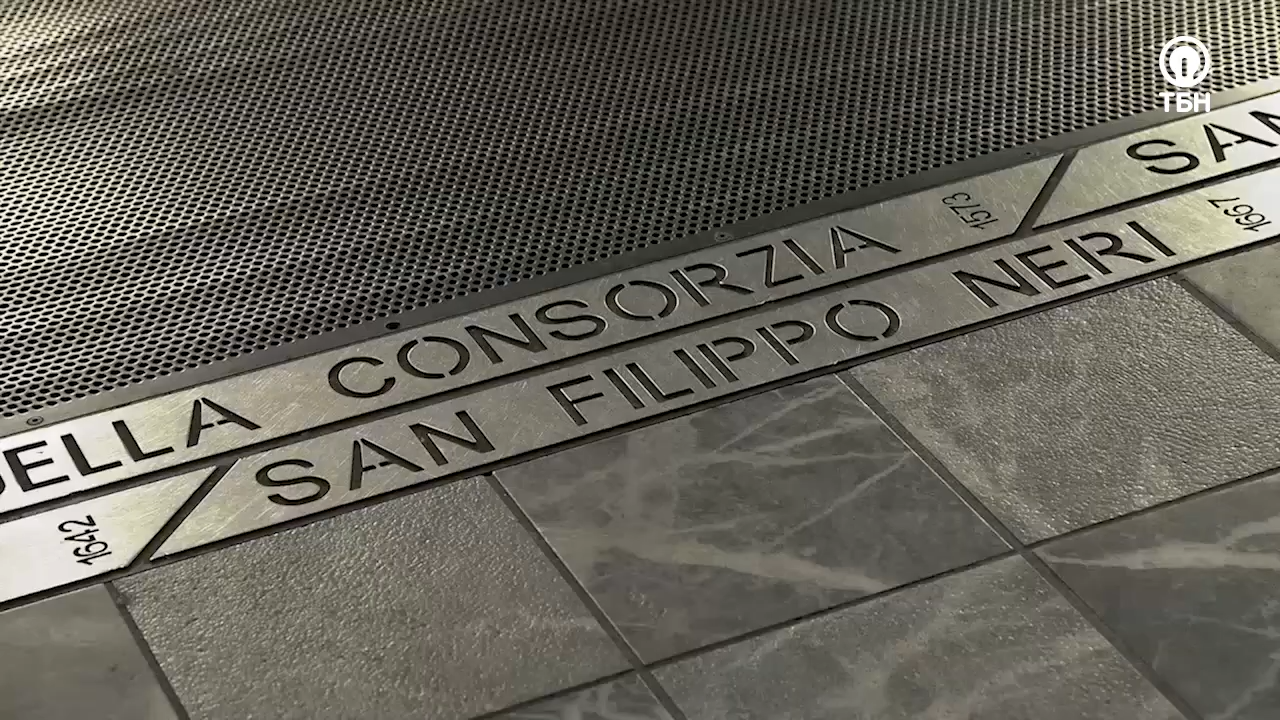 ТБН
DELLA CONSORZIA 1573 SAN
1642 SAN FILIPPO NERI 1667